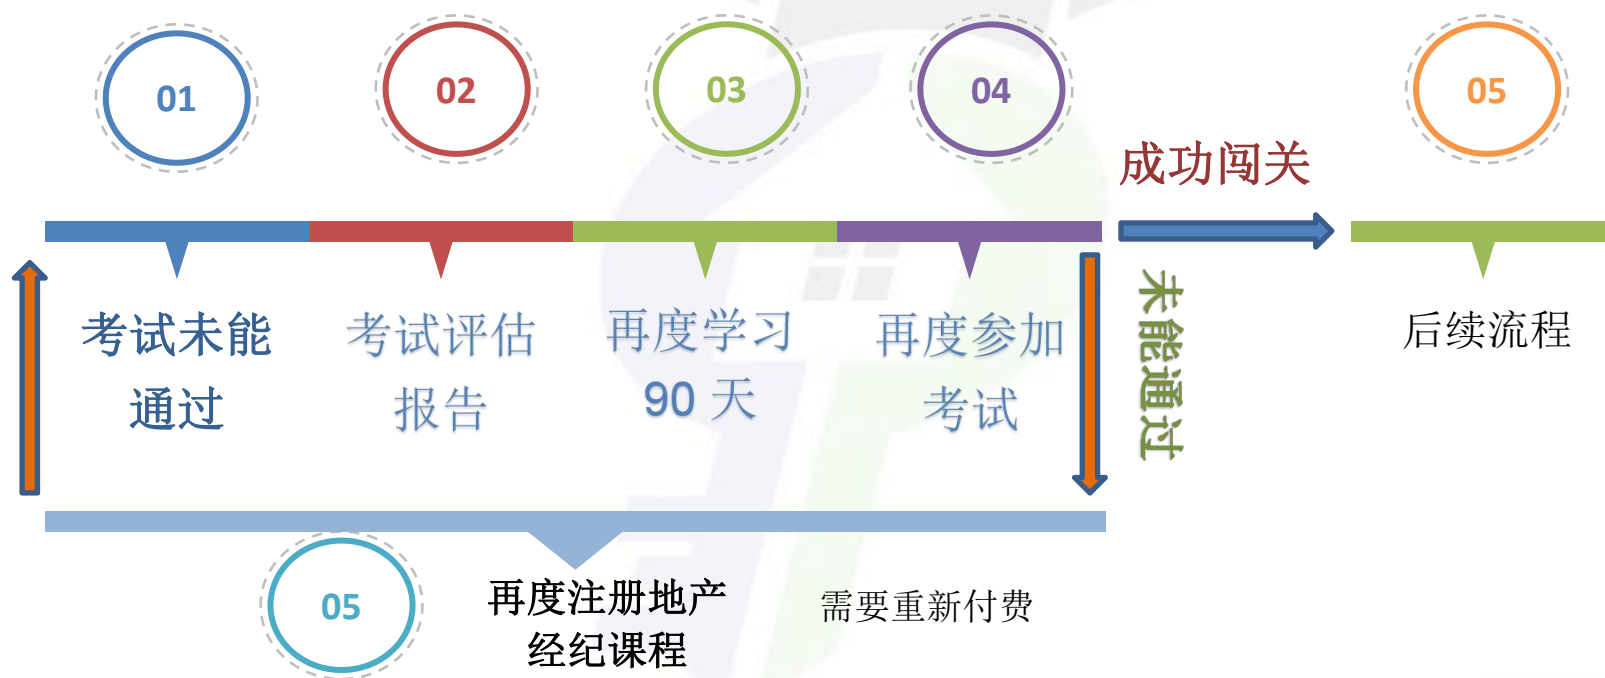 01
02
03
04
05
成功闯关
考试未能
通过
考试评估
报告
再度学习
90 天
再度参加
考试
未能通过
后续流程
05
再度注册地产
经纪课程
需要重新付费